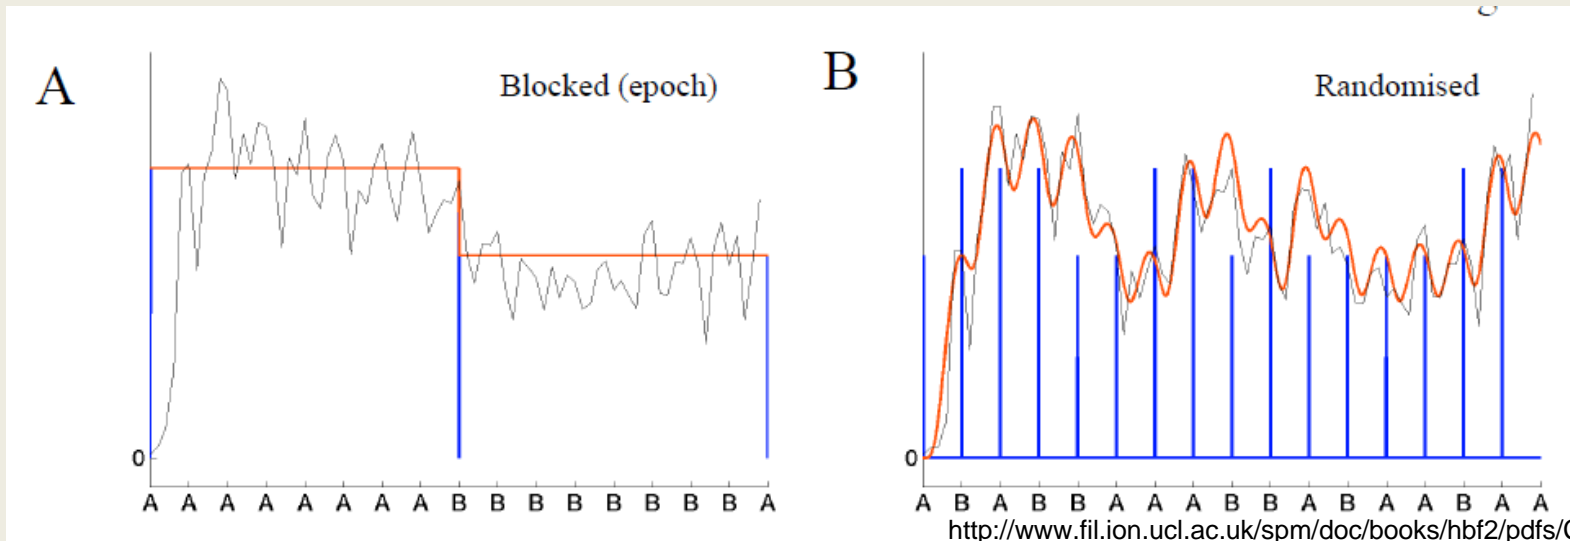 A
Blocked (epoch)
0
A A A A A A A A B B B B B B B B A
B
Randomised
0
A B A B B A A A B B A B A A B A A
http://www.fil.ion.ucl.ac.uk/spm/doc/books/hbf2/pdfs/